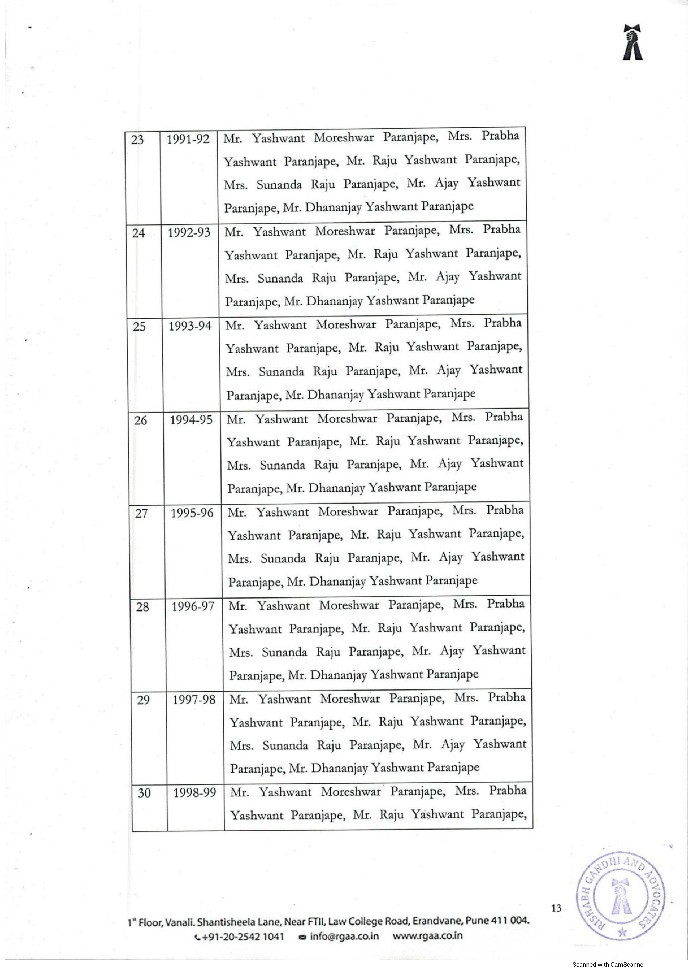 23 1991-92 Mr. Yashwant Moreshwar Paranjape, Mrs. Prabha
Yashwant Paranjape, Mr. Raju Yashwant Paranjape,
Mrs. Sunanda Raju Paranjape, Mr. Ajay Yashwant
Paranjape, Mr. Dhananjay Yashwant Paranjape
24 1992-93 Mr. Yashwant Moreshwar Paranjape, Mrs. Prabha
Yashwant Paranjape, Mr. Raju Yashwant Paranjape,
Mrs. Sunanda Raju Paranjape, Mr. Ajay Yashwant
Paranjape, Mr. Dhananjay Yashwant Paranjape
25 1993-94 Mr. Yashwant Moreshwar Paranjape, Mrs. Prabha
Yashwant Paranjape, Mr. Raju Yashwant Paranjape,
Mrs. Sunanda Raju Paranjape, Mr. Ajay Yashwant
Paranjape, Mr. Dhananjay Yashwant Paranjape
26 1994-95 Mr. Yashwant Moreshwar Paranjape, Mrs. Prabha
Yashwant Paranjape, Mr. Raju Yashwant Paranjape,
Mrs. Sunanda Raju Paranjape, Mr. Ajay Yashwant
Paranjape, Mr. Dhananjay Yashwant Paranjape
27 1995-96 Mr. Yashwant Moreshwar Paranjape, Mrs. Prabha
Yashwant Paranjape, Mr. Raju Yashwant Paranjape,
Mrs. Sunanda Raju Paranjape, Mr. Ajay Yashwant
Paranjape, Mr. Dhananjay Yashwant Paranjape
28 1996-97 Mr. Yashwant Moreshwar Paranjape, Mrs. Prabha
Yashwant Paranjape, Mr. Raju Yashwant Paranjape,
Mrs. Sunanda Raju Paranjape, Mr. Ajay Yashwant
Paranjape, Mr. Dhananjay Yashwant Paranjape
29 1997-98 Mr. Yashwant Moreshwar Paranjape, Mrs. Prabha
Yashwant Paranjape, Mr. Raju Yashwant Paranjape,
Mrs. Sunanda Raju Paranjape, Mr. Ajay Yashwant
Paranjape, Mr. Dhananjay Yashwant Paranjape
30 1998-99 Mr. Yashwant Moreshwar Paranjape, Mrs. Prabha
Yashwant Paranjape, Mr. Raju Yashwant Paranjape,
13
RISHABH GANDHI AND ADVOCATES
1st Floor, Vanali. Shantisheela Lane, Near FTII, Law College Road, Erandvane, Pune 411 004.
+91-20-2542 1041 info@rgaa.co.in www.rgaa.co.in
Scanned with CamScanner